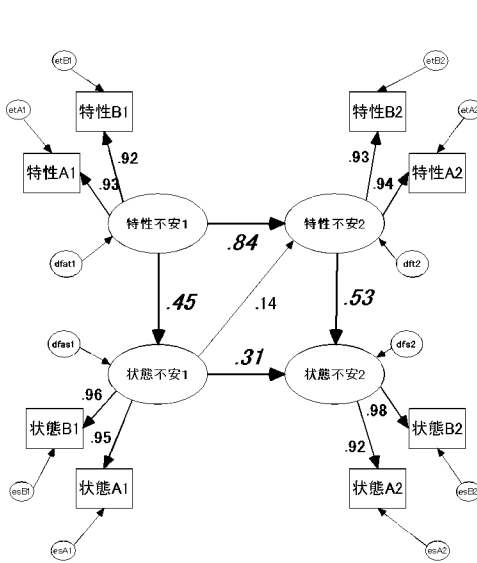 etB1
etB2
etA1
特性B1
特性B2
etA2
.92
.93
特性A1
.93
.94
特性A2
特性不安1
.84
特性不安2
dfat1
dft2
.45
.14
.53
dfas1
.31
dfs2
状態不安1
状態不安2
.96
.98
状態B1
.95
.92
状態B2
状態A1
状態A2
esB1
esB2
esA1
esA2